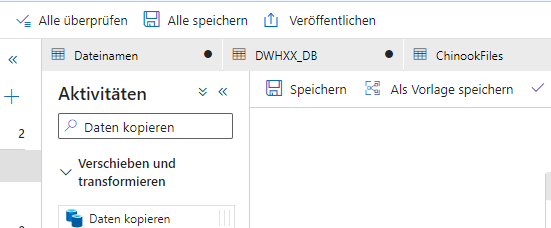 Alle überprüfen Alle speichern Veröffentlichen
Dateinamen DWHXX_DB ChinookFiles
Aktivitäten
Speichern Als Vorlage speichern
Daten kopieren
2
Verschieben und
transformieren
Daten kopieren